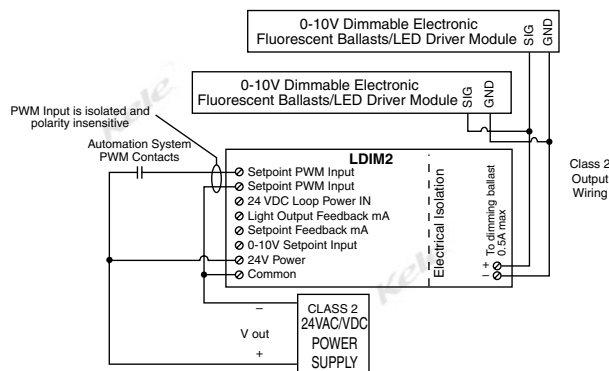 0-10V Dimmable Electronic
Fluorescent Ballasts/LED Driver Module
SIG
GND
0-10V Dimmable Electronic
Fluorescent Ballasts/LED Driver Module
SIG
GND
Kele
PWM Input is isolated and
polarity insensitive
Automation System
PWM Contacts
LDIM2
Setpoint PWM Input
Setpoint PWM Input
24 VDC Loop Power IN
Light Output Feedback mA
Setpoint Feedback mA
0-10V Setpoint Input
24V Power
Common
Electrical Isolation
To dimming ballast
0.5A max
+
–
Class 2
Output
Wiring
Kele
–
V out
+
CLASS 2
24VAC/VDC
POWER
SUPPLY